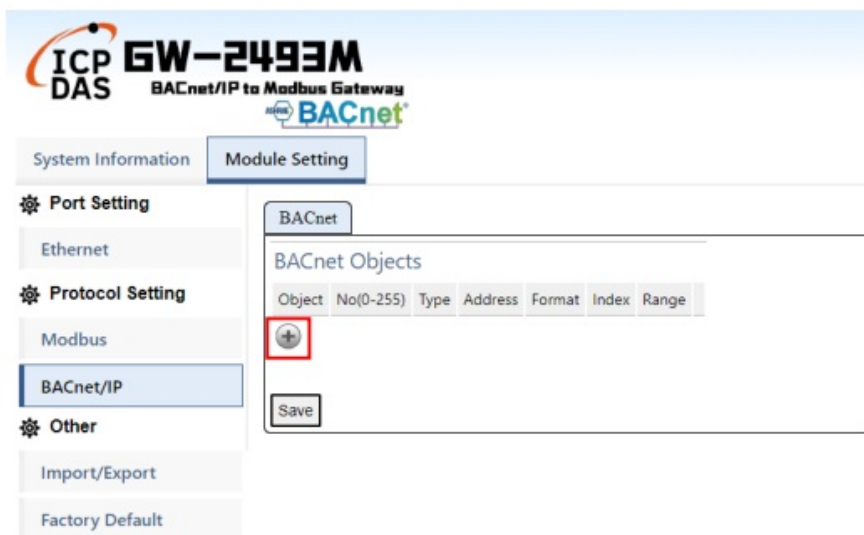 ICP DAS
GW-2493M
BACnet/IP to Modbus Gateway
ASHRAE BACnet
System Information Module Setting
Port Setting
Ethernet
Protocol Setting
Modbus
BACnet/IP
Other
Import/Export
Factory Default
BACnet
BACnet Objects
Object No(0-255) Type Address Format Index Range
Save